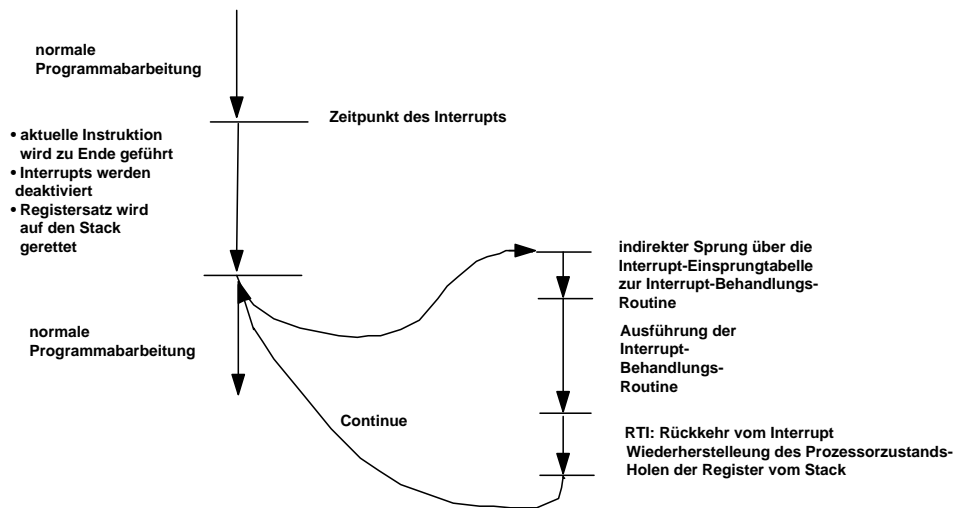 normale
Programmabarbeitung
Zeitpunkt des Interrupts
• aktuelle Instruktion
wird zu Ende geführt
• Interrupts werden
deaktiviert
• Registersatz wird
auf den Stack
gerettet
indirekter Sprung über die
Interrupt-Einsprungtabelle
zur Interrupt-Behandlungs-
Routine
normale
Programmabarbeitung
Ausführung der
Interrupt-
Behandlungs-
Routine
Continue
RTI: Rückkehr vom Interrupt
Wiederherstelleung des Prozessorzustands-
Holen der Register vom Stack